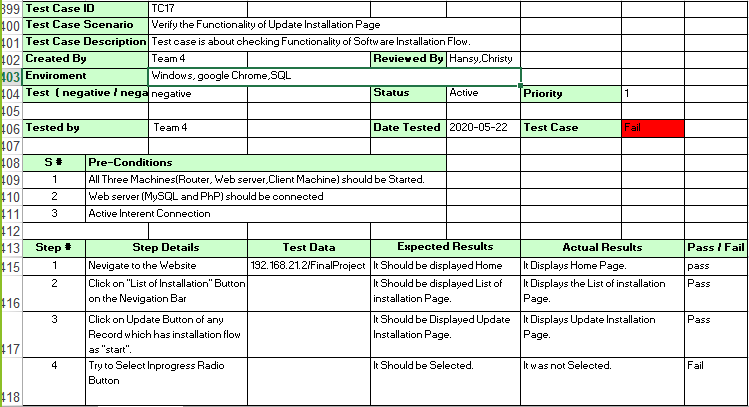 399 Test Case ID TC17
400 Test Case Scenario Verify the Functionality of Update Installation Page
401 Test Case Description Test case is about checking Functionality of Software Installation Flow.
402 Created By Team 4 Reviewed By Hansy,Christy
403 Enviroment Windows, google Chrome,SQL
404 Test ( negative / nega negative Status Active Priority 1
405
406 Tested by Team 4 Date Tested 2020-05-22 Test Case Fail
407
408 S # Pre-Conditions
409 1 All Three Machines(Router, Web server,Client Machine) should be Started.
410 2 Web server (MySQL and PhP) should be connected
411 3 Active Interent Connection
412
413 Step # Step Details Test Data Expected Results Actual Results Pass / Fail
415 1 Nevigate to the Website 192.168.21.2/FinalProject It Should be displayed Home It Displays Home Page. pass
416 2 Click on "List of Installation" Button
on the Nevigation Bar
It Should be displayed List of
installation Page.
It Displays the List of installation
Page.
Pass
417 3 Click on Update Button of any
Record which has installation flow
as "start".
It Should be Displayed Update
Installation Page.
It Displays Update Installation
Page.
Pass
418 4 Try to Select Inprogress Radio
Button
It Should be Selected. It was not Selected. Fail